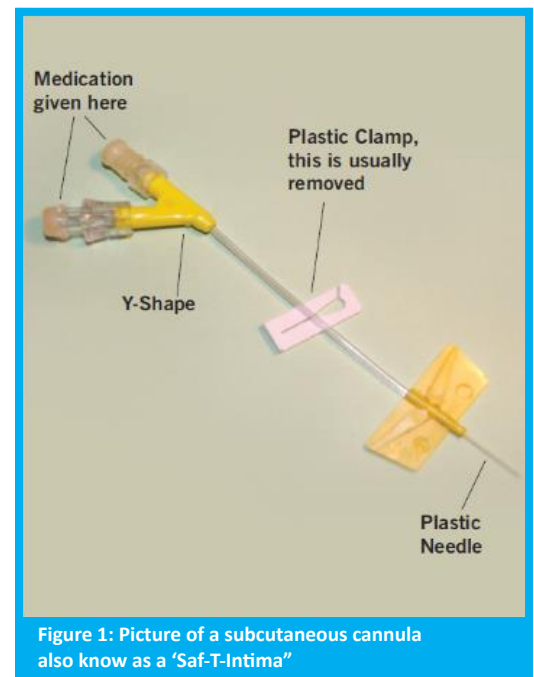 Medication
given here
Plastic Clamp,
this is usually
removed
Y-Shape
Plastic
Needle
Figure 1: Picture of a subcutaneous cannula
also know as a ‘Saf-T-Intima”